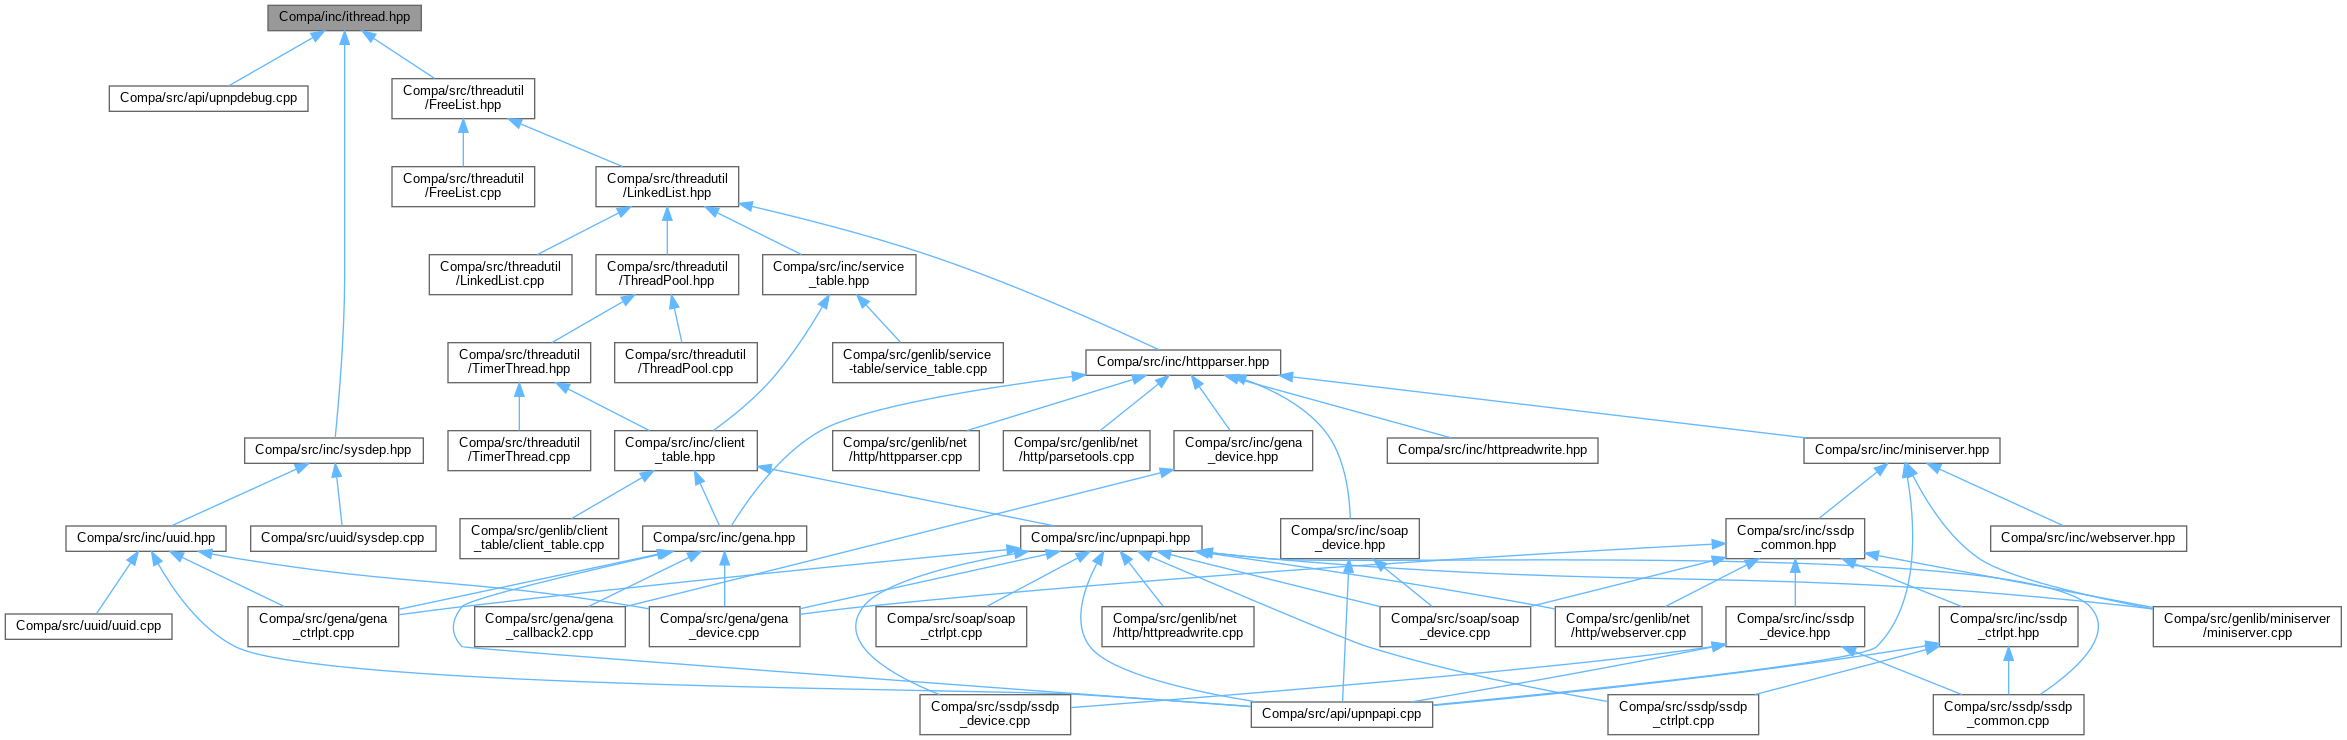 Compa/inc/ithread.hpp
Compa/src/api/upnpdebug.cpp
Compa/src/threadutil
/FreeList.hpp
Compa/src/threadutil
/FreeList.cpp
Compa/src/threadutil
/LinkedList.hpp
Compa/src/threadutil
/LinkedList.cpp
Compa/src/threadutil
/ThreadPool.hpp
Compa/src/inc/service
_table.hpp
Compa/src/threadutil
/TimerThread.hpp
Compa/src/threadutil
/ThreadPool.cpp
Compa/src/genlib/service
-table/service_table.cpp
Compa/src/inc/httpparser.hpp
Compa/src/inc/sysdep.hpp
Compa/src/threadutil
/TimerThread.cpp
Compa/src/inc/client
_table.hpp
Compa/src/genlib/net
/http/httpparser.cpp
Compa/src/genlib/net
/http/parsetools.cpp
Compa/src/inc/gena
_device.hpp
Compa/src/inc/httpreadwrite.hpp
Compa/src/inc/miniserver.hpp
Compa/src/inc/uuid.hpp
Compa/src/uuid/sysdep.cpp
Compa/src/genlib/client
_table/client_table.cpp
Compa/src/inc/gena.hpp
Compa/src/inc/upnpapi.hpp
Compa/src/inc/soap
_device.hpp
Compa/src/inc/ssdp
_common.hpp
Compa/src/inc/webserver.hpp
Compa/src/uuid/uuid.cpp
Compa/src/gena/gena
_ctrlpt.cpp
Compa/src/gena/gena
_callback2.cpp
Compa/src/gena/gena
_device.cpp
Compa/src/soap/soap
_ctrlpt.cpp
Compa/src/genlib/net
/http/httpreadwrite.cpp
Compa/src/soap/soap
_device.cpp
Compa/src/genlib/net
/http/webserver.cpp
Compa/src/inc/ssdp
_device.hpp
Compa/src/inc/ssdp
_ctrlpt.hpp
Compa/src/genlib/miniserver
/miniserver.cpp
Compa/src/ssdp/ssdp
_device.cpp
Compa/src/api/upnpapi.cpp
Compa/src/ssdp/ssdp
_ctrlpt.cpp
Compa/src/ssdp/ssdp
_common.cpp